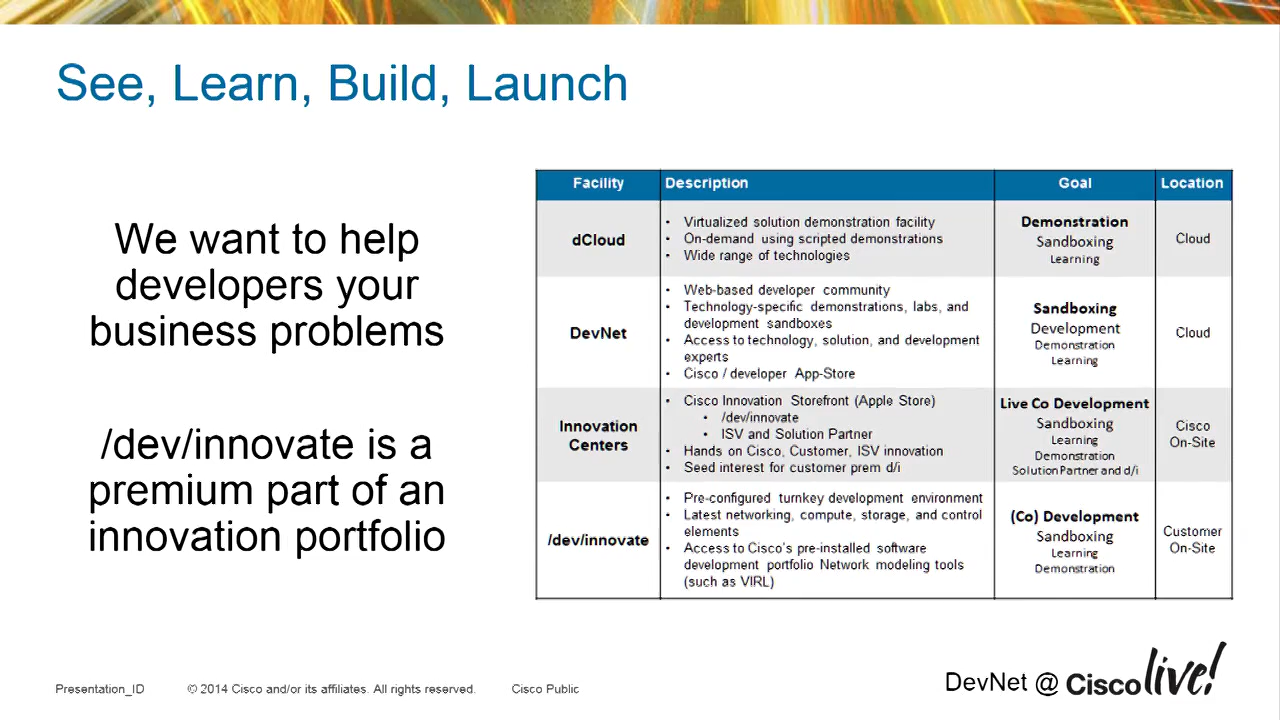 See, Learn, Build, Launch
We want to help
developers your
business problems
/dev/innovate is a
premium part of an
innovation portfolio
Facility Description Goal Location
dCloud
• Virtualized solution demonstration facility
• On-demand using scripted demonstrations
• Wide range of technologies
Demonstration
Sandboxing
Learning
Cloud
DevNet
• Web-based developer community
• Technology-specific demonstrations, labs, and
development sandboxes
• Access to technology, solution, and development
experts
• Cisco / developer App-Store
Sandboxing
Development
Demonstration
Learning
Cloud
Innovation
Centers
• Cisco Innovation Storefront (Apple Store)
• /dev/innovate
• ISV and Solution Partner
• Hands on Cisco, Customer, ISV innovation
• Seed interest for customer prem d/i
Live Co Development
Sandboxing
Learning
Demonstration
Solution Partner and d/i
Cisco
On-Site
/dev/innovate
• Pre-configured turnkey development environment
• Latest networking, compute, storage, and control
elements
• Access to Cisco's pre-installed software
development portfolio Network modeling tools
(such as VIRL)
(Co) Development
Sandboxing
Learning
Demonstration
Customer
On-Site
Presentation_ID © 2014 Cisco and/or its affiliates. All rights reserved. Cisco Public
DevNet @ Cisco live!